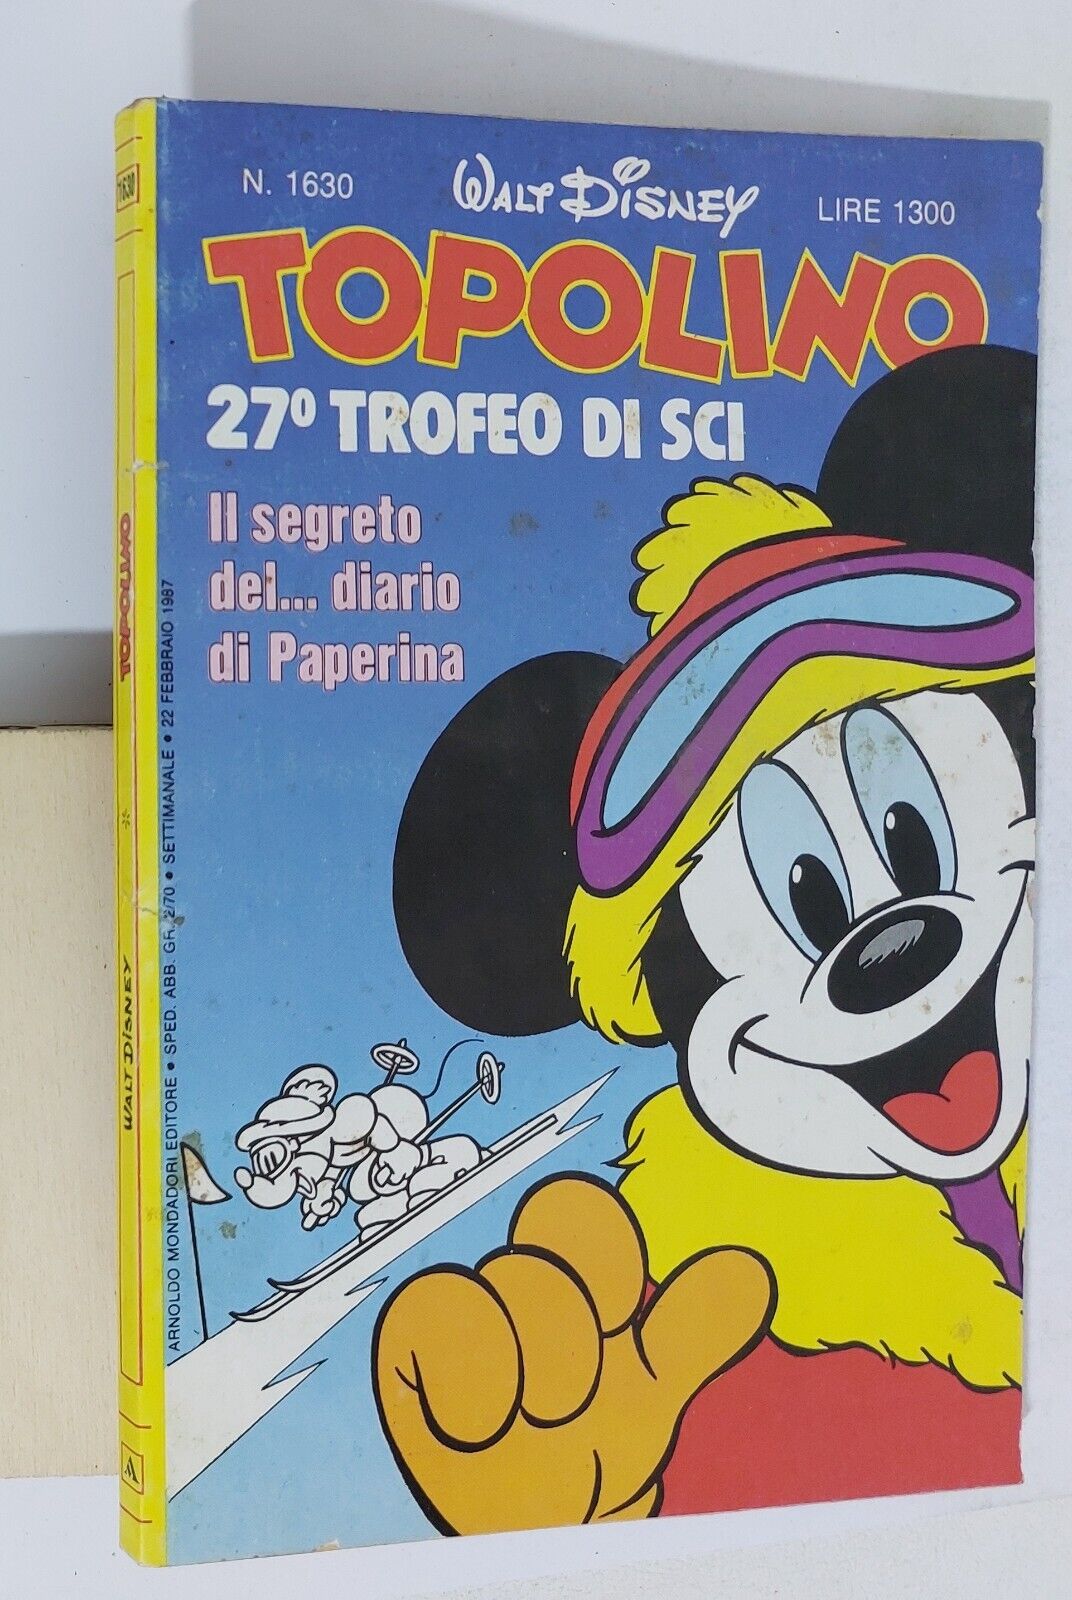 N. 1630
WALT DISNEY
LIRE 1300
TOPOLINO
27º TROFEO DI SCI
Il segreto
del... diario
di Paperina
ARNOLDO MONDADORI EDITORE • SPED. ABB. GR. 2/70 • SETTIMANALE • 22 FEBBRAIO 1987
1630
TOPOLINO
WALT DISNEY